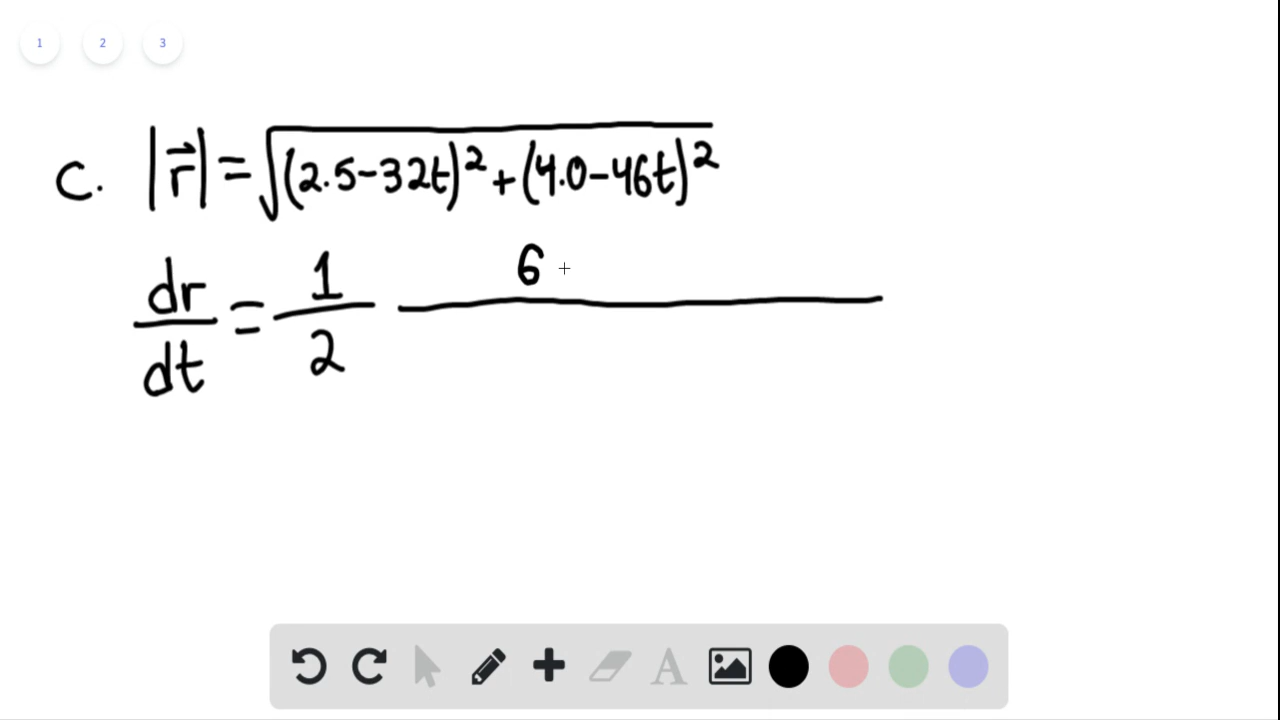 1 2 3
c. |r⃗| = √((2.5-32t)² + (4.0-46t)²)
dr/dt = 1/2 6
A